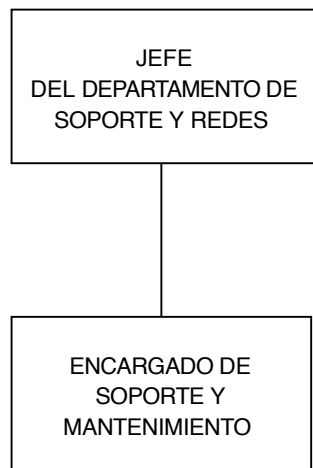 JEFE
DEL DEPARTAMENTO DE
SOPORTE Y REDES
ENCARGADO DE
SOPORTE Y
MANTENIMIENTO